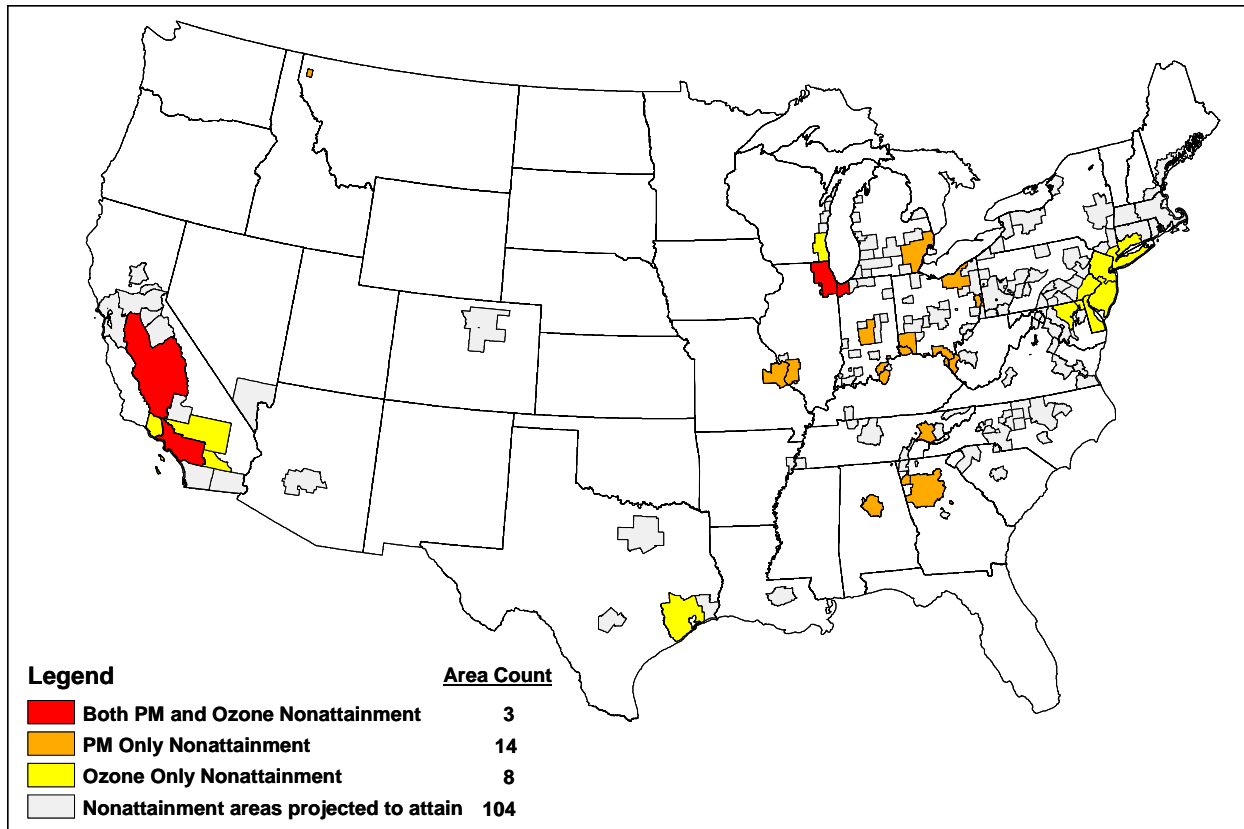 Legend Area Count
Both PM and Ozone Nonattainment 3
PM Only Nonattainment 14
Ozone Only Nonattainment 8
Nonattainment areas projected to attain 104